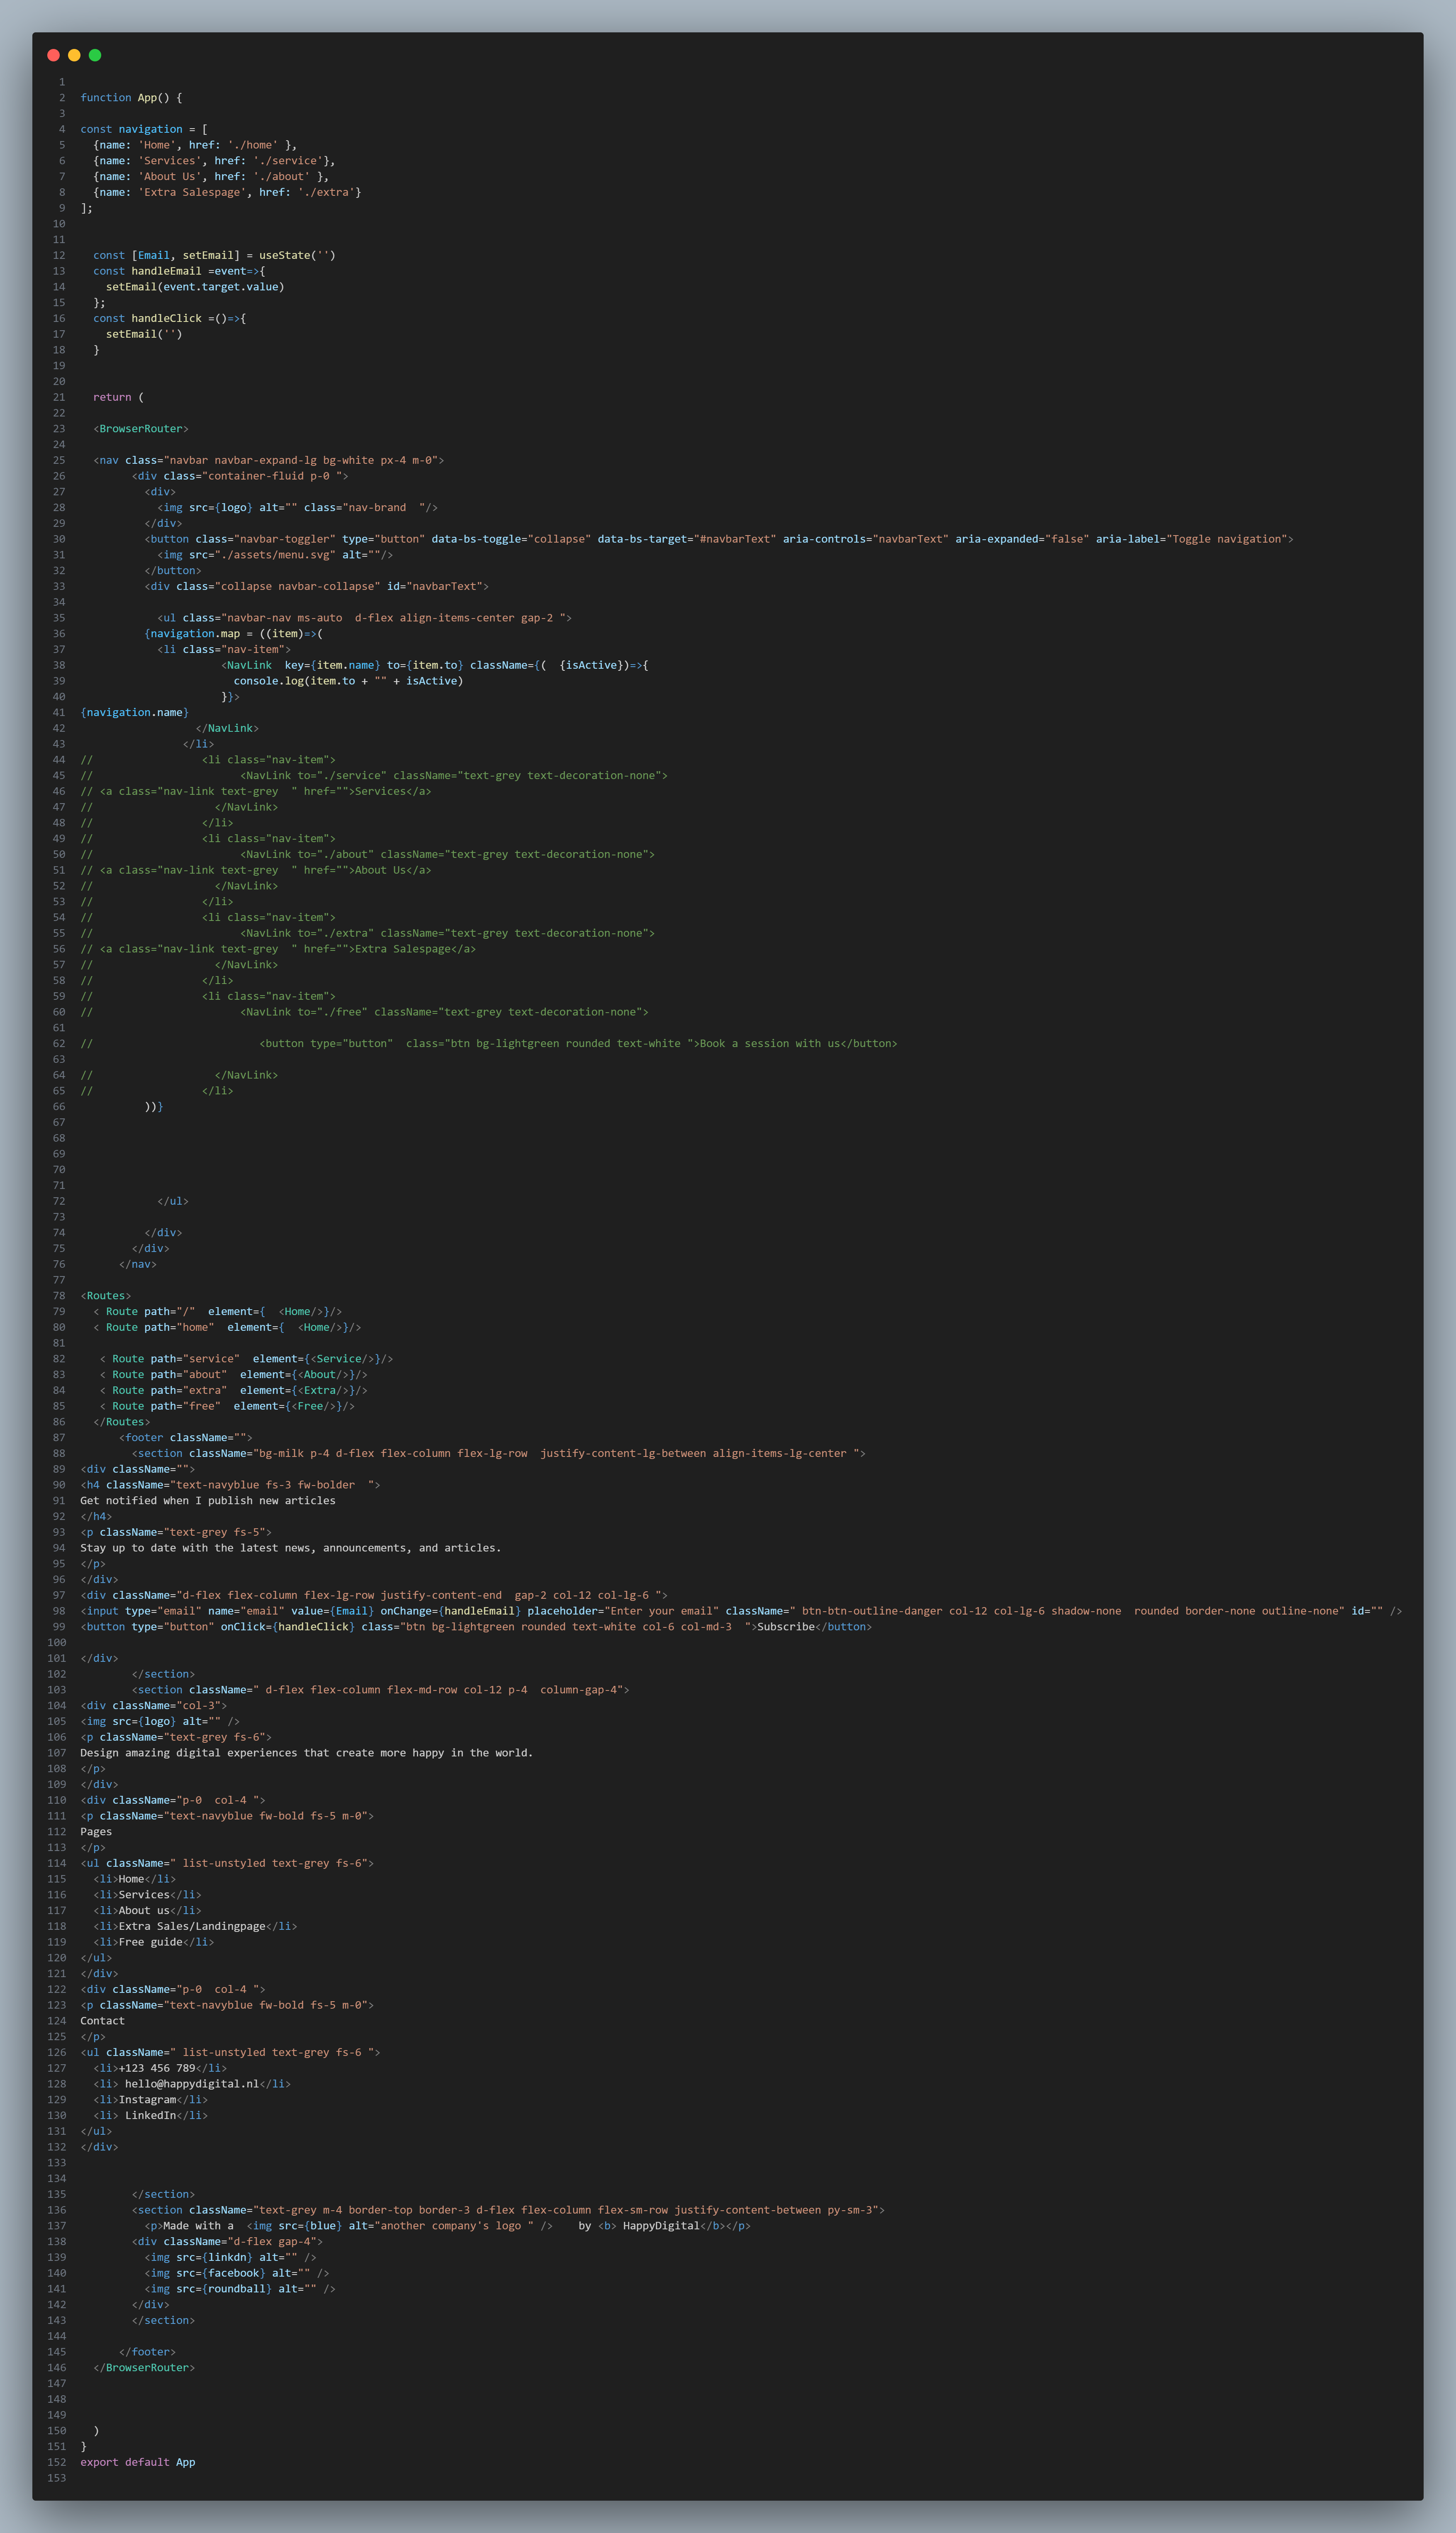 1
2 function App() {
3
4 const navigation = [
5   {name: 'Home', href: './home' },
6   {name: 'Services', href: './service'},
7   {name: 'About Us', href: './about' },
8   {name: 'Extra Salespage', href: './extra'}
9 ];
10
11
12   const [Email, setEmail] = useState('')
13   const handleEmail =event=>{
14     setEmail(event.target.value)
15   };
16   const handleClick =()=>{
17     setEmail('')
18   }
19
20
21   return (
22
23   <BrowserRouter>
24
25   <nav class="navbar navbar-expand-lg bg-white px-4 m-0">
26         <div class="container-fluid p-0 ">
27           <div>
28             <img src={logo} alt="" class="nav-brand  "/>
29           </div>
30           <button class="navbar-toggler" type="button" data-bs-toggle="collapse" data-bs-target="#navbarText" aria-controls="navbarText" aria-expanded="false" aria-label="Toggle navigation">
31             <img src="./assets/menu.svg" alt=""/>
32           </button>
33           <div class="collapse navbar-collapse" id="navbarText">
34
35             <ul class="navbar-nav ms-auto  d-flex align-items-center gap-2 ">
36           {navigation.map = ((item)=>(
37             <li class="nav-item">
38                       <NavLink  key={item.name} to={item.to} className={(  {isActive})=>{
39                         console.log(item.to + "" + isActive)
40                       }}>
41 {navigation.name}
42                   </NavLink>
43                 </li>
44 //                 <li class="nav-item">
45 //                       <NavLink to="./service" className="text-grey text-decoration-none">
46 // <a class="nav-link text-grey  " href="">Services</a>
47 //                   </NavLink>
48 //                 </li>
49 //                 <li class="nav-item">
50 //                       <NavLink to="./about" className="text-grey text-decoration-none">
51 // <a class="nav-link text-grey  " href="">About Us</a>
52 //                   </NavLink>
53 //                 </li>
54 //                 <li class="nav-item">
55 //                       <NavLink to="./extra" className="text-grey text-decoration-none">
56 // <a class="nav-link text-grey  " href="">Extra Salespage</a>
57 //                   </NavLink>
58 //                 </li>
59 //                 <li class="nav-item">
60 //                       <NavLink to="./free" className="text-grey text-decoration-none">
61
62 //                          <button type="button"  class="btn bg-lightgreen rounded text-white ">Book a session with us</button>
63
64 //                   </NavLink>
65 //                 </li>
66           ))}
67
68
69
70
71
72             </ul>
73
74           </div>
75         </div>
76       </nav>
77
78 <Routes>
79   < Route path="/"  element={  <Home/>}/>
80   < Route path="home"  element={  <Home/>}/>
81
82    < Route path="service"  element={<Service/>}/>
83    < Route path="about"  element={<About/>}/>
84    < Route path="extra"  element={<Extra/>}/>
85    < Route path="free"  element={<Free/>}/>
86   </Routes>
87       <footer className="">
88         <section className="bg-milk p-4 d-flex flex-column flex-lg-row  justify-content-lg-between align-items-lg-center ">
89 <div className="">
90 <h4 className="text-navyblue fs-3 fw-bolder  ">
91 Get notified when I publish new articles
92 </h4>
93 <p className="text-grey fs-5">
94 Stay up to date with the latest news, announcements, and articles.
95 </p>
96 </div>
97 <div className="d-flex flex-column flex-lg-row justify-content-end  gap-2 col-12 col-lg-6 ">
98 <input type="email" name="email" value={Email} onChange={handleEmail} placeholder="Enter your email" className=" btn-btn-outline-danger col-12 col-lg-6 shadow-none  rounded border-none outline-none" id="" />
99 <button type="button" onClick={handleClick} class="btn bg-lightgreen rounded text-white col-6 col-md-3  ">Subscribe</button>
100
101 </div>
102         </section>
103         <section className=" d-flex flex-column flex-md-row col-12 p-4  column-gap-4">
104 <div className="col-3">
105 <img src={logo} alt="" />
106 <p className="text-grey fs-6">
107 Design amazing digital experiences that create more happy in the world.
108 </p>
109 </div>
110 <div className="p-0  col-4 ">
111 <p className="text-navyblue fw-bold fs-5 m-0">
112 Pages
113 </p>
114 <ul className=" list-unstyled text-grey fs-6">
115   <li>Home</li>
116   <li>Services</li>
117   <li>About us</li>
118   <li>Extra Sales/Landingpage</li>
119   <li>Free guide</li>
120 </ul>
121 </div>
122 <div className="p-0  col-4 ">
123 <p className="text-navyblue fw-bold fs-5 m-0">
124 Contact
125 </p>
126 <ul className=" list-unstyled text-grey fs-6 ">
127   <li>+123 456 789</li>
128   <li> hello@happydigital.nl</li>
129   <li>Instagram</li>
130   <li> LinkedIn</li>
131 </ul>
132 </div>
133
134
135         </section>
136         <section className="text-grey m-4 border-top border-3 d-flex flex-column flex-sm-row justify-content-between py-sm-3">
137           <p>Made with a  <img src={blue} alt="another company's logo " />    by <b> HappyDigital</b></p>
138         <div className="d-flex gap-4">
139           <img src={linkdn} alt="" />
140           <img src={facebook} alt="" />
141           <img src={roundball} alt="" />
142         </div>
143         </section>
144
145       </footer>
146   </BrowserRouter>
147
148
149
150   )
151 }
152 export default App
153